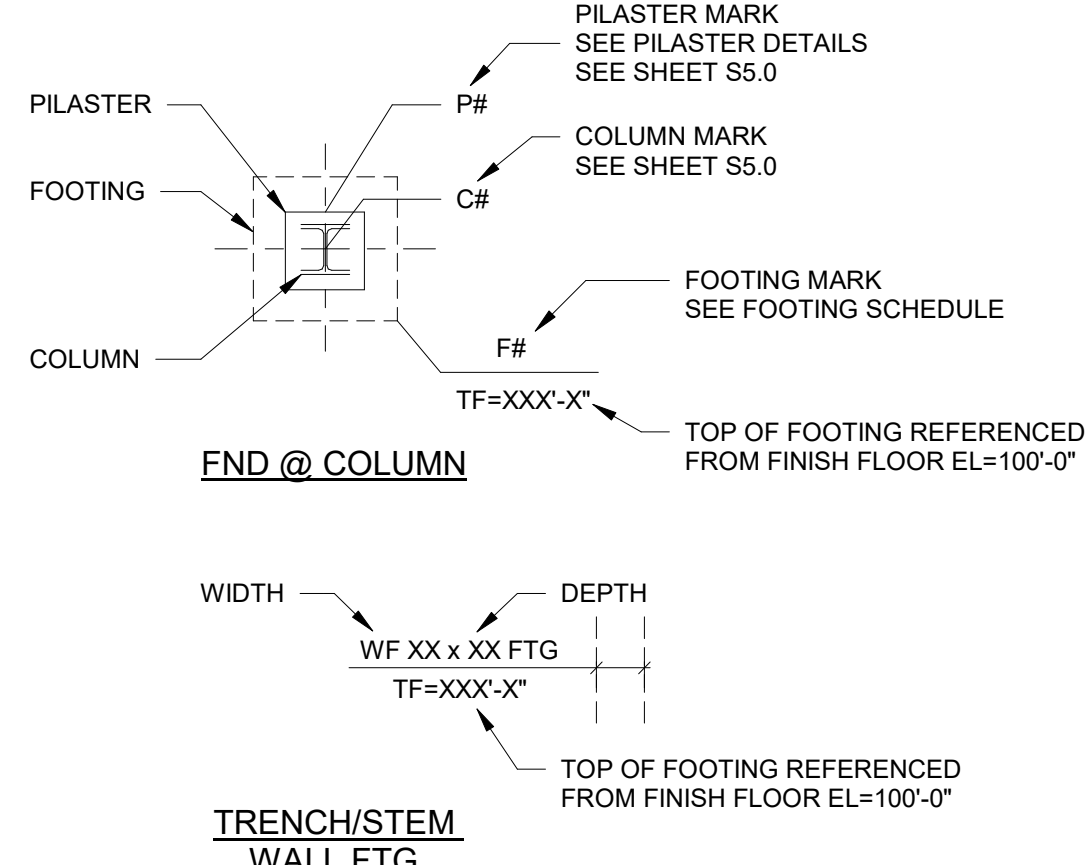 PILASTER MARK
SEE PILASTER DETAILS
SEE SHEET S5.0
PILASTER
P#
COLUMN MARK
SEE SHEET S5.0
FOOTING
C#
FOOTING MARK
SEE FOOTING SCHEDULE
COLUMN
F#
TF=XXX'-X"
TOP OF FOOTING REFERENCED
FROM FINISH FLOOR EL=100'-0"
FND @ COLUMN
WIDTH
DEPTH
WF XX x XX FTG
TF=XXX'-X"
TOP OF FOOTING REFERENCED
FROM FINISH FLOOR EL=100'-0"
TRENCH/STEM
WALL FTG